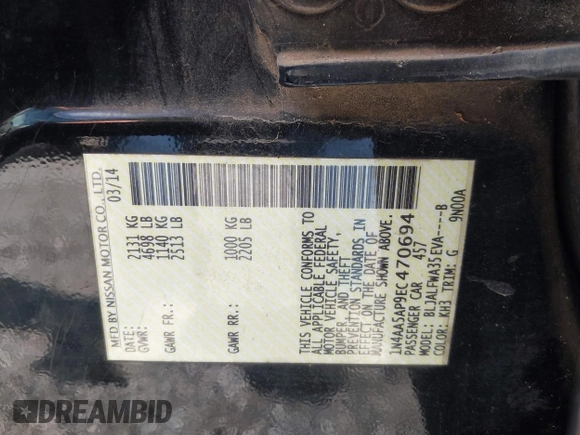 MFD BY NISSAN MOTOR CO., LTD.
03/14
GVWR: 2131 KG
4698 LB
GAWR FR.: 1140 KG
2513 LB
GAWR RR.: 1000 KG
2205 LB
THIS VEHICLE CONFORMS TO
ALL APPLICABLE FEDERAL
MOTOR VEHICLE SAFETY,
BUMPER, AND THEFT
PREVENTION STANDARDS IN
EFFECT ON THE DATE OF
MANUFACTURE SHOWN ABOVE.
1N4AA5AP9EC470694
PASSENGER CAR 457
MODEL: BLJALFWA35EVA----B
COLOR: KH3 TRIM: G 9N00A
DREAMBID